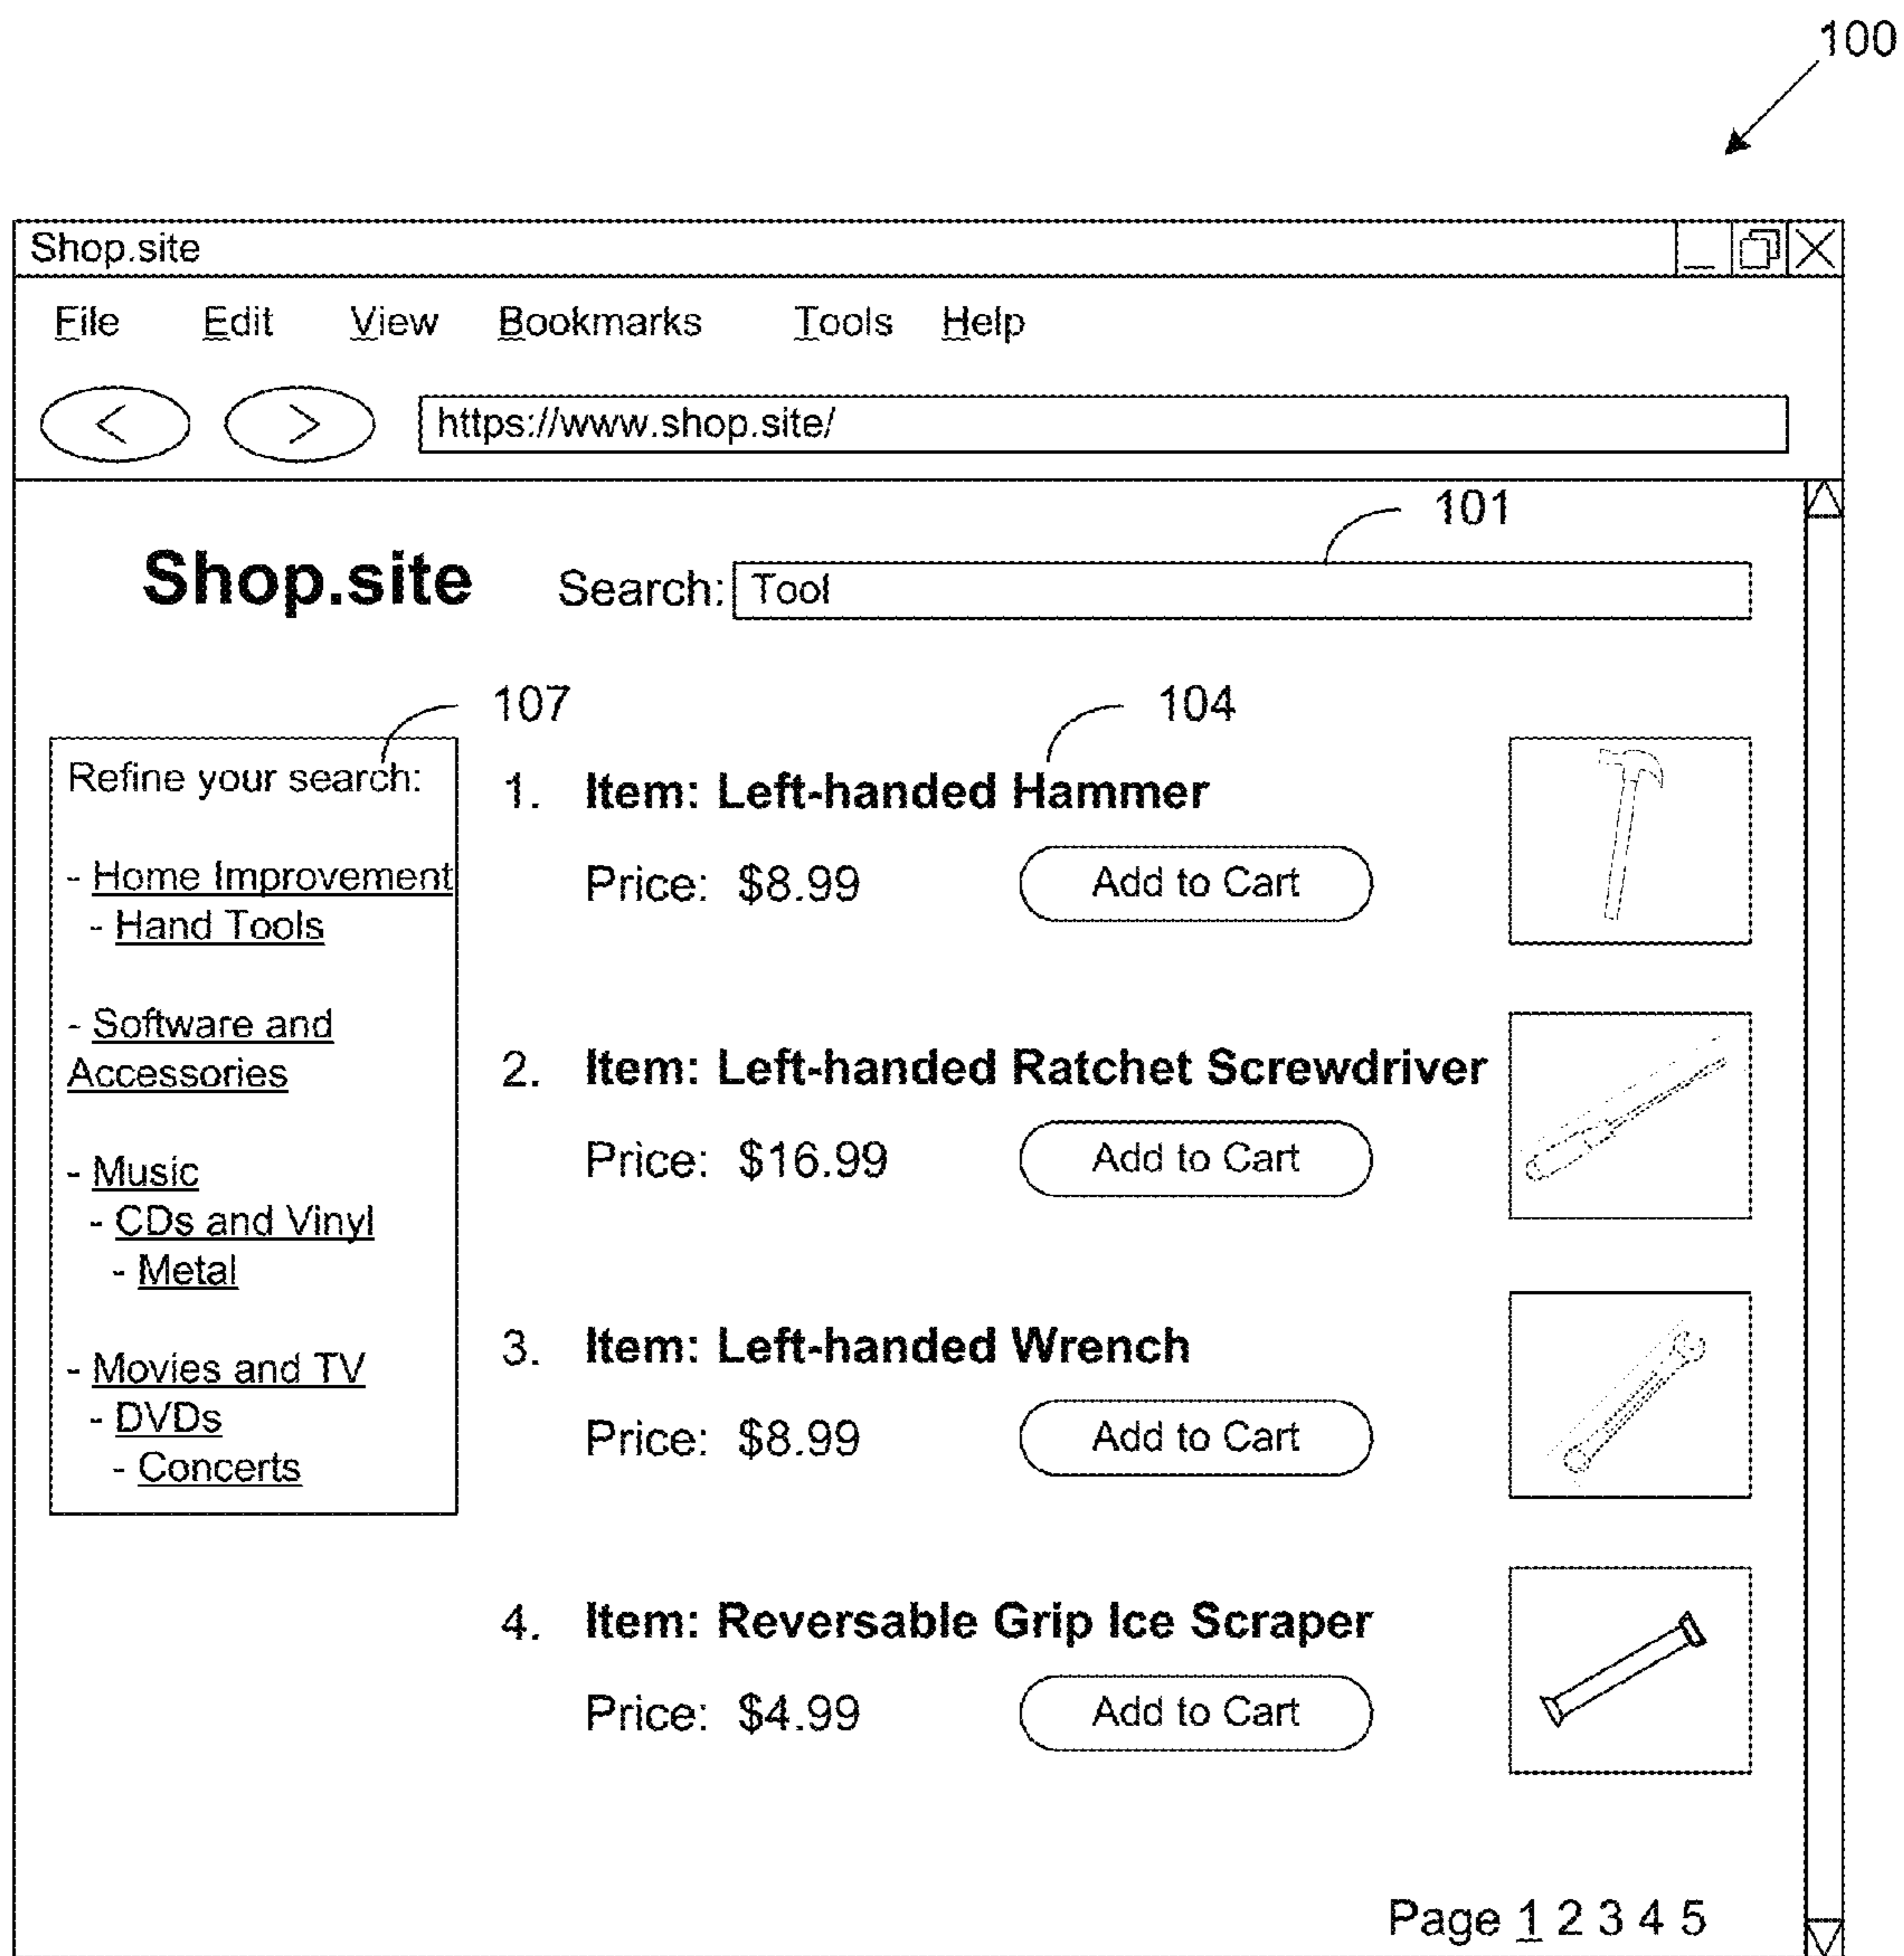 100
Shop.site
File Edit View Bookmarks Tools Help
< > https://www.shop.site/
101
Shop.site Search: Tool
107
Refine your search:
- Home Improvement
- Hand Tools
- Software and
Accessories
- Music
- CDs and Vinyl
- Metal
- Movies and TV
- DVDs
- Concerts
104
1. Item: Left-handed Hammer
Price: $8.99 Add to Cart
2. Item: Left-handed Ratchet Screwdriver
Price: $16.99 Add to Cart
3. Item: Left-handed Wrench
Price: $8.99 Add to Cart
4. Item: Reversable Grip Ice Scraper
Price: $4.99 Add to Cart
Page 1 2 3 4 5